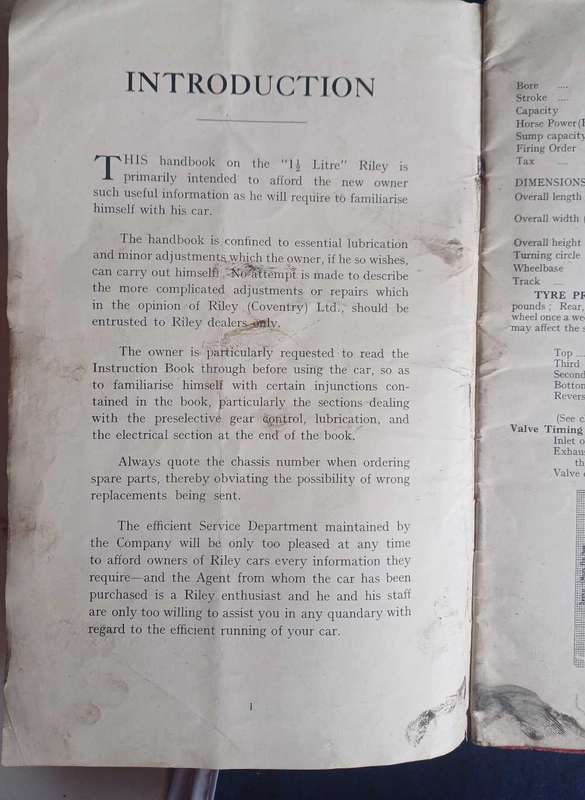 INTRODUCTION
THIS handbook on the "1½ Litre" Riley is
primarily intended to afford the new owner
such useful information as he will require to familiarise
himself with his car.
The handbook is confined to essential lubrication
and minor adjustments which the owner, if he so wishes,
can carry out himself. No attempt is made to describe
the more complicated adjustments or repairs which
in the opinion of Riley (Coventry) Ltd., should be
entrusted to Riley dealers only.
The owner is particularly requested to read the
Instruction Book through before using the car, so as
to familiarise himself with certain injunctions con-
tained in the book, particularly the sections dealing
with the preselective gear control, lubrication, and
the electrical section at the end of the book.
Always quote the chassis number when ordering
spare parts, thereby obviating the possibility of wrong
replacements being sent.
The efficient Service Department maintained by
the Company will be only too pleased at any time
to afford owners of Riley cars every information they
require—and the Agent from whom the car has been
purchased is a Riley enthusiast and he and his staff
are only too willing to assist you in any quandary with
regard to the efficient running of your car.
1
Bore ....
Stroke ....
Capacity
Horse Power
Sump capacity
Firing Order
Tax ....
DIMENSIONS
Overall length
Overall width
Overall height
Turning circle
Wheelbase
Track ....
TYRE
pounds; Rear,
wheel once a
may affect the
Top
Third
Second
(See
Valve Timing
Inlet
Valve